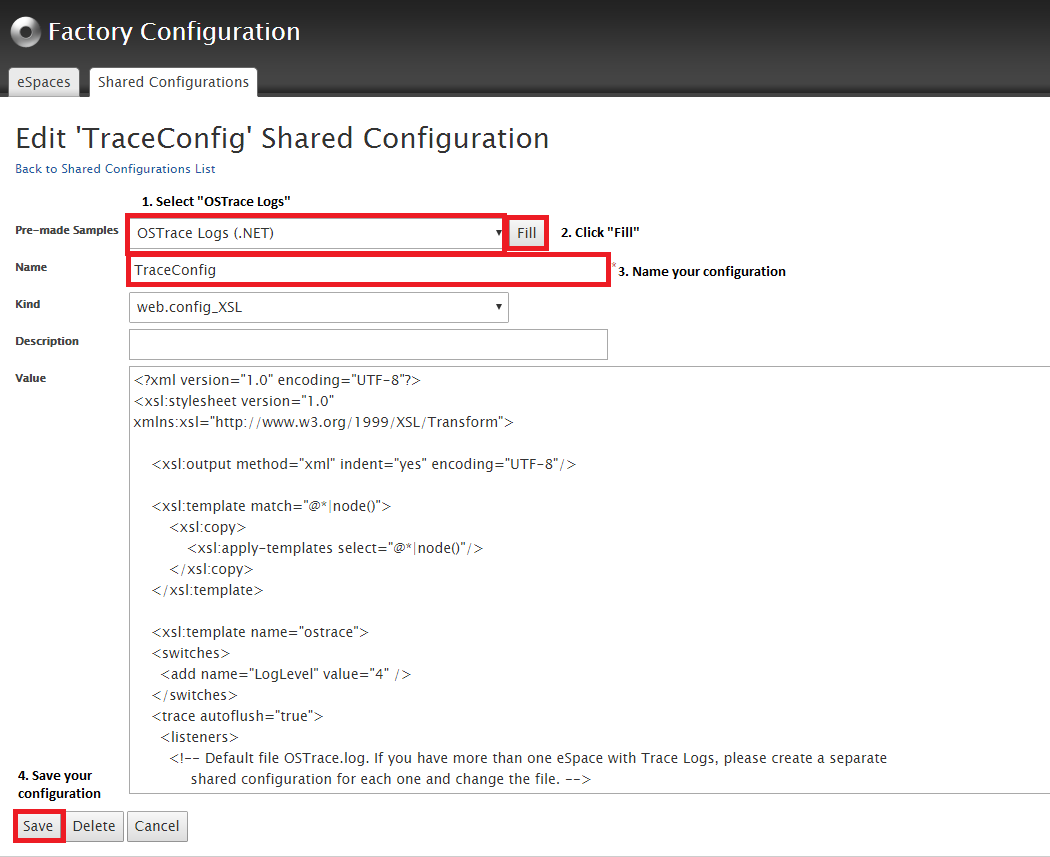 Factory Configuration
eSpaces
Shared Configurations
Edit 'TraceConfig' Shared Configuration
Back to Shared Configurations List
1. Select "OSTrace Logs"
Pre-made Samples
OSTrace Logs (.NET)
Fill
2. Click "Fill"
Name
TraceConfig
*
3. Name your configuration
Kind
web.config_XSL
Description
Value
<?xml version="1.0" encoding="UTF-8"?>
<xsl:stylesheet version="1.0"
xmlns:xsl="http://www.w3.org/1999/XSL/Transform">
<xsl:output method="xml" indent="yes" encoding="UTF-8"/>
<xsl:template match="@*|node()">
<xsl:copy>
<xsl:apply-templates select="@*|node()"/>
</xsl:copy>
</xsl:template>
<xsl:template name="ostrace">
<switches>
<add name="LogLevel" value="4" />
</switches>
<trace autoflush="true">
<listeners>
<!-- Default file OSTrace.log. If you have more than one eSpace with Trace Logs, please create a separate
shared configuration for each one and change the file. -->
4. Save your
configuration
Save
Delete
Cancel